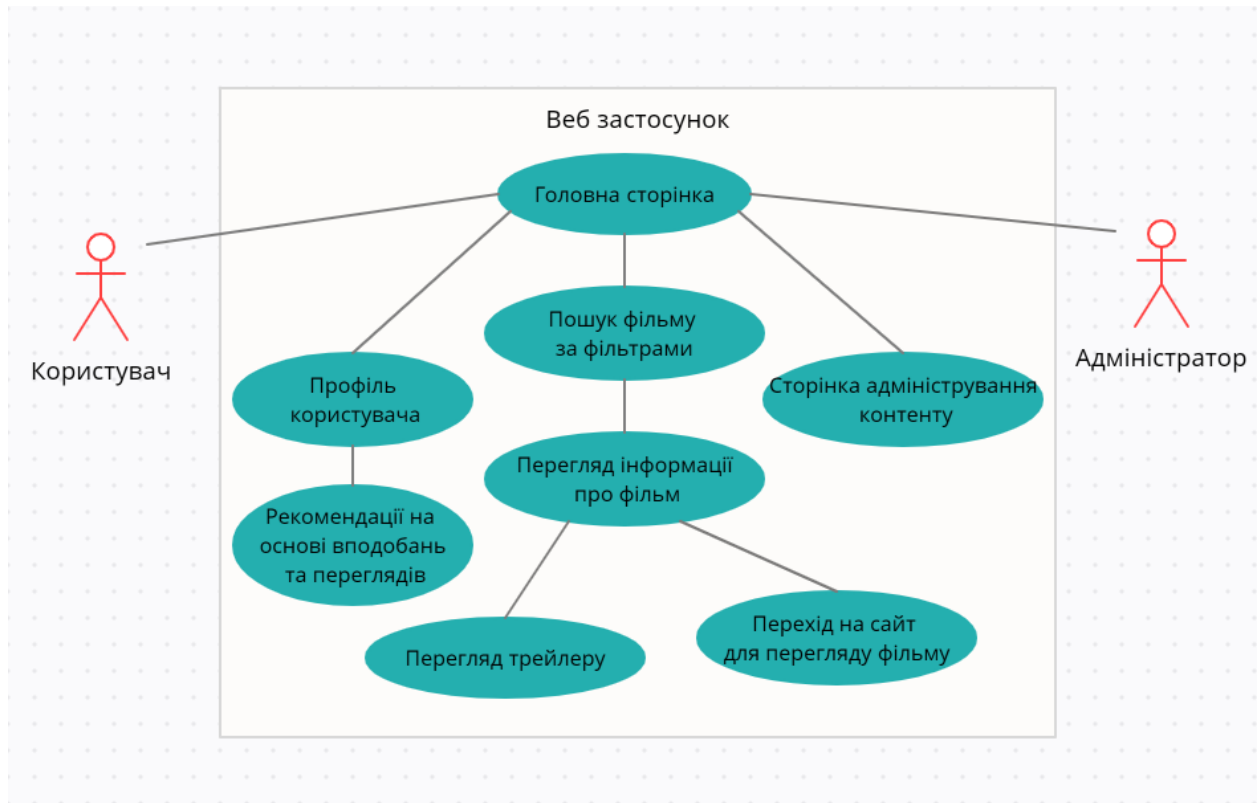 Веб застосунок
Головна сторінка
Користувач
Адміністратор
Пошук фільму
за фільтрами
Профіль
користувача
Сторінка адміністрування
контенту
Перегляд інформації
про фільм
Рекомендації на
основі вподобань
та переглядів
Перегляд трейлеру
Перехід на сайт
для перегляду фільму